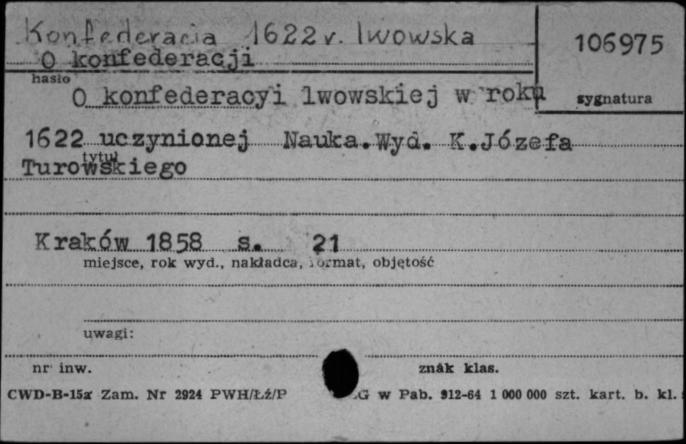 Konfederacja 1622 r. lwowska
106975
O konfederacji
hasło
O konfederacyi lwowskiej w roku
sygnatura
1622 uczynionej Nauka. Wyd. K. Józefa
tytuł
Turowskiego
Kraków 1858 s. 21
miejsce, rok wyd., nakładca, format, objętość
uwagi:
nr inw.
znak klas.
CWD-B-15a Zam. Nr 2924 PWH/Łź/P G w Pab. 912-64 1 000 000 szt. kart. b. kl.